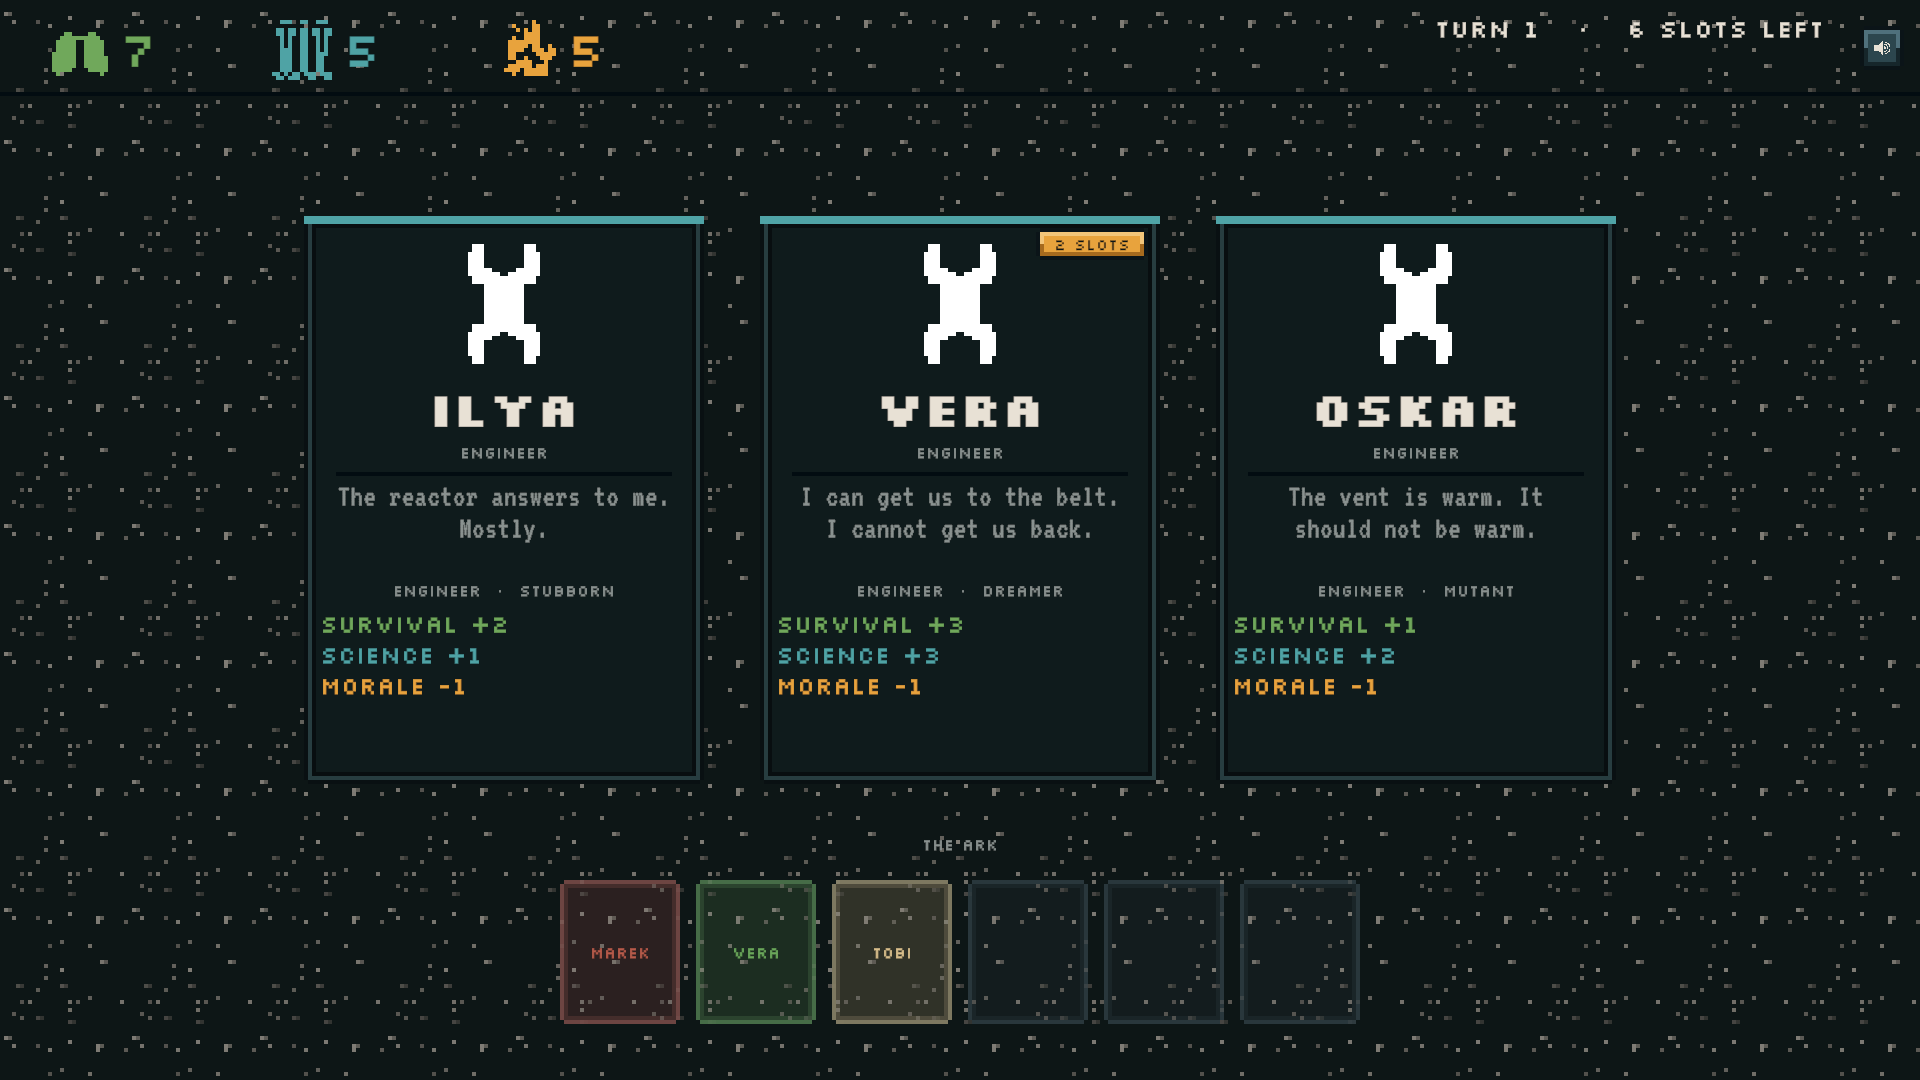 7
5
5
TURN 1 · 6 SLOTS LEFT
ILYA
ENGINEER
The reactor answers to me.
Mostly.
ENGINEER · STUBBORN
SURVIVAL +2
SCIENCE +1
MORALE -1
2 SLOTS
VERA
ENGINEER
I can get us to the belt.
I cannot get us back.
ENGINEER · DREAMER
SURVIVAL +3
SCIENCE +3
MORALE -1
OSKAR
ENGINEER
The vent is warm. It
should not be warm.
ENGINEER · MUTANT
SURVIVAL +1
SCIENCE +2
MORALE -1
THE ARK
MAREK
VERA
TOBI